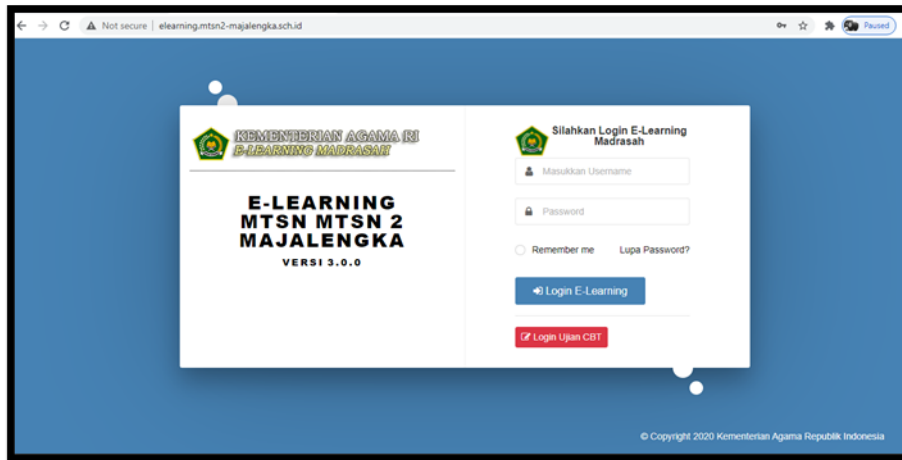 Not secure | elearning.mtsn2-majalengka.sch.id
Paused
KEMENTERIAN AGAMA RI
E-LEARNING MADRASAH
E-LEARNING
MTSN MTSN 2
MAJALENGKA
VERSI 3.0.0
Silahkan Login E-Learning
Madrasah
Masukkan Username
Password
Remember me Lupa Password?
Login E-Learning
Login Ujian CBT
© Copyright 2020 Kementerian Agama Republik Indonesia